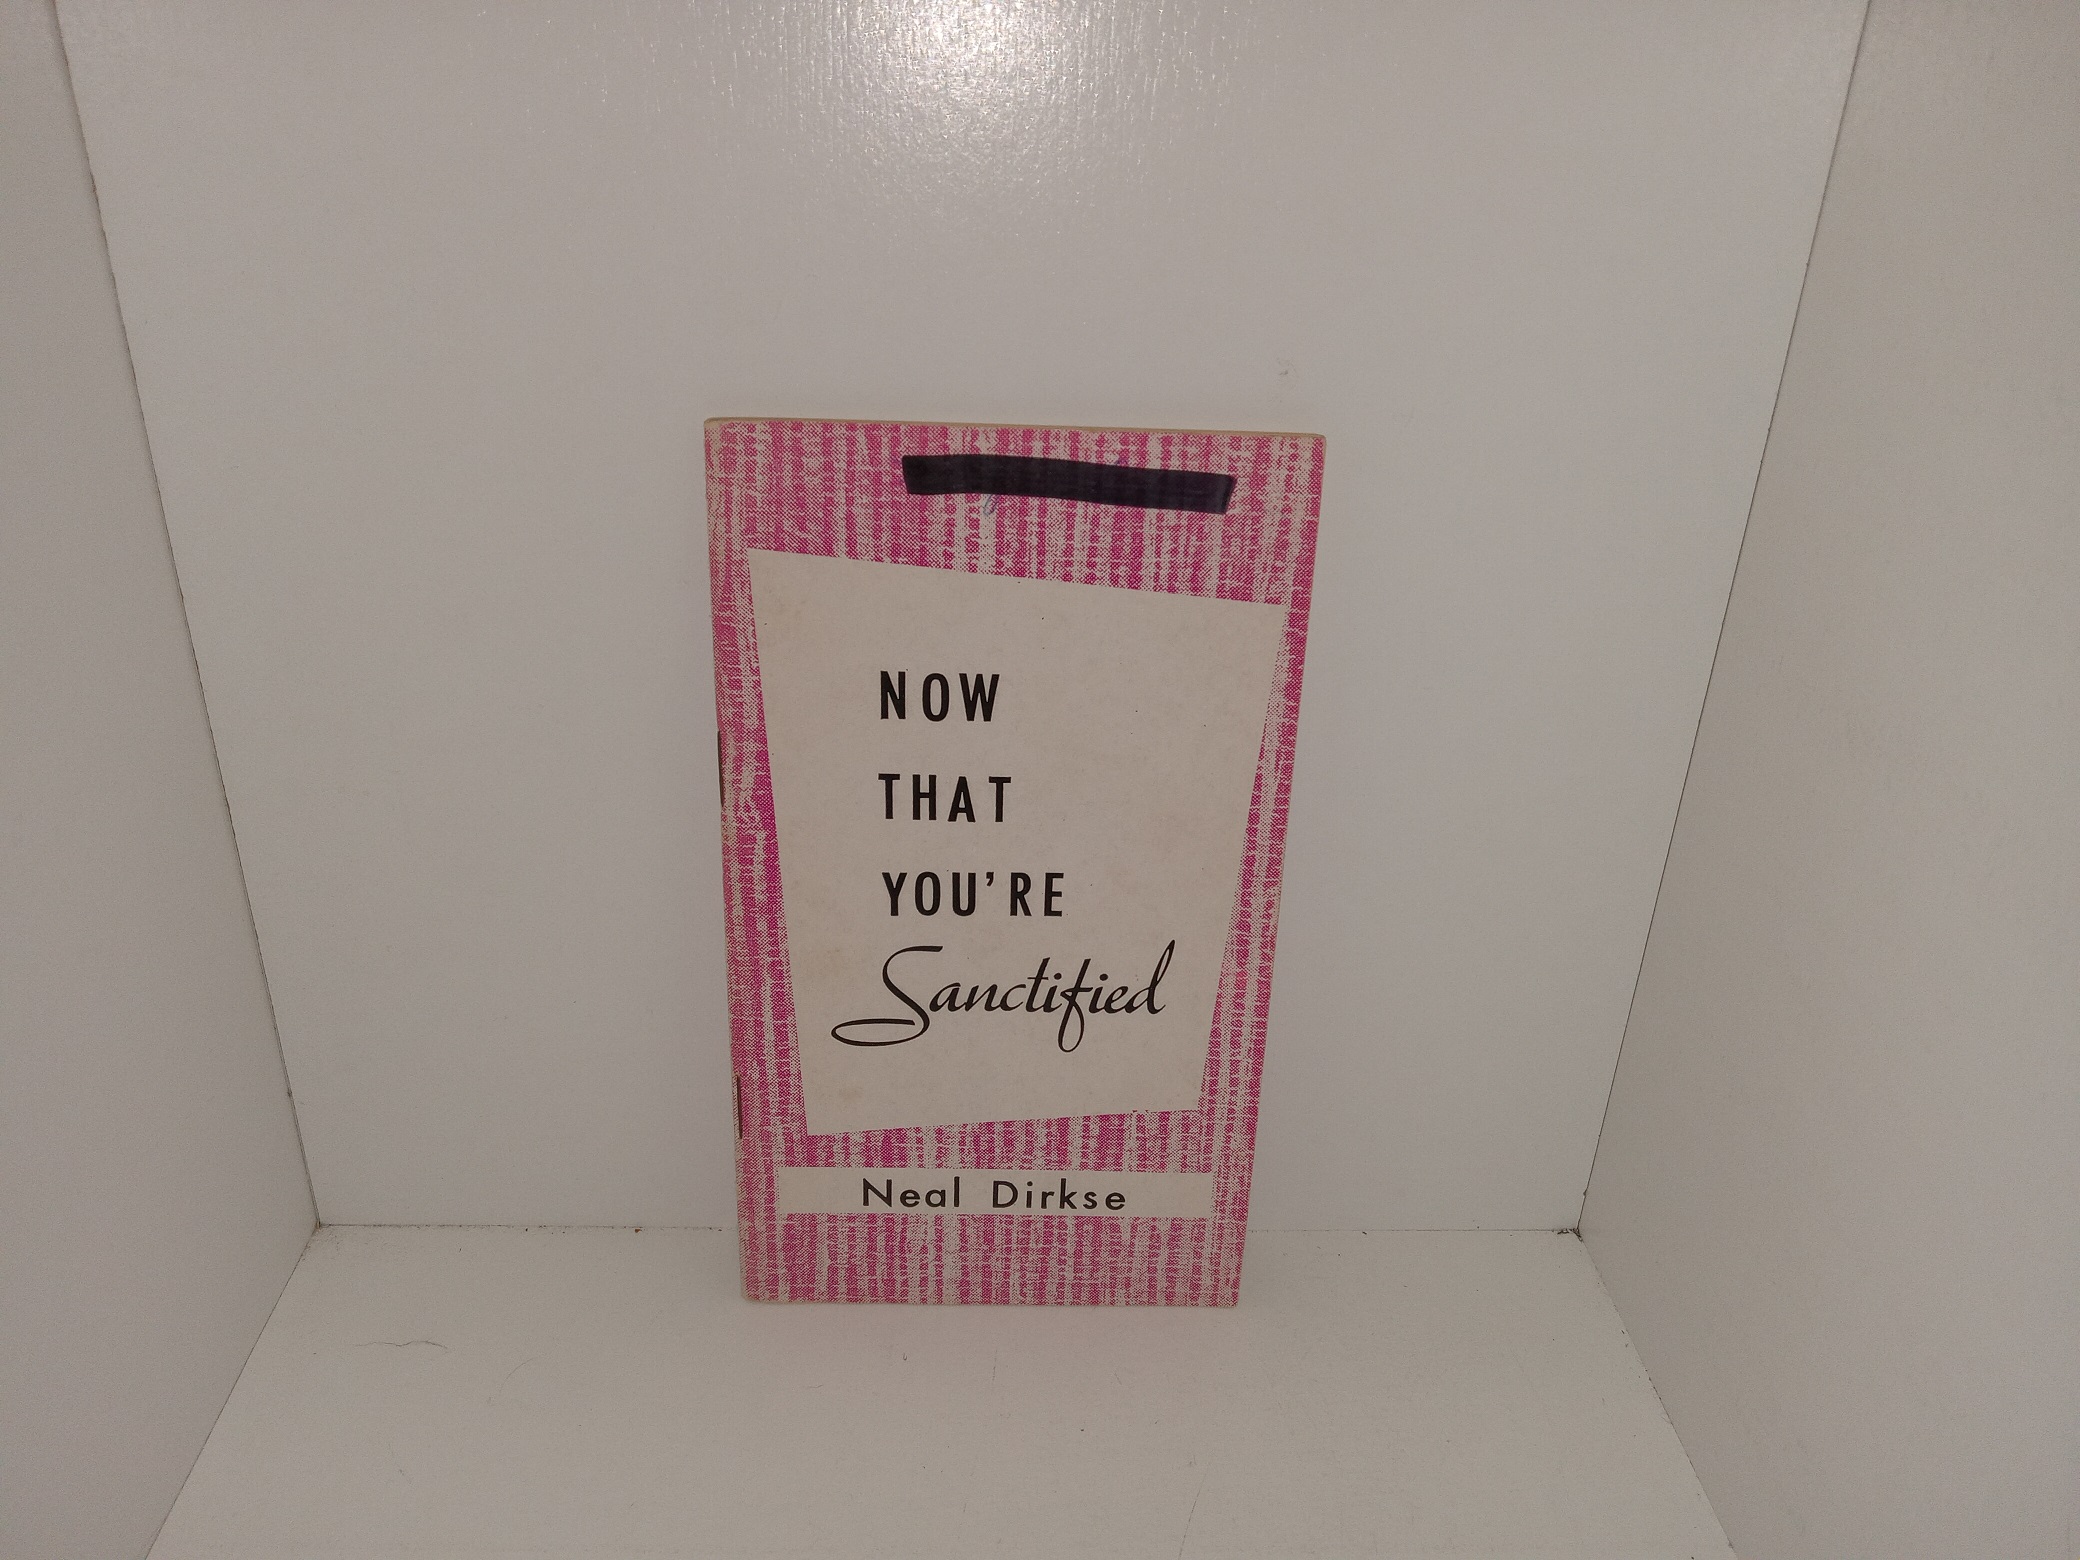 NOW
THAT
YOU'RE
Sanctified
Neal Dirkse